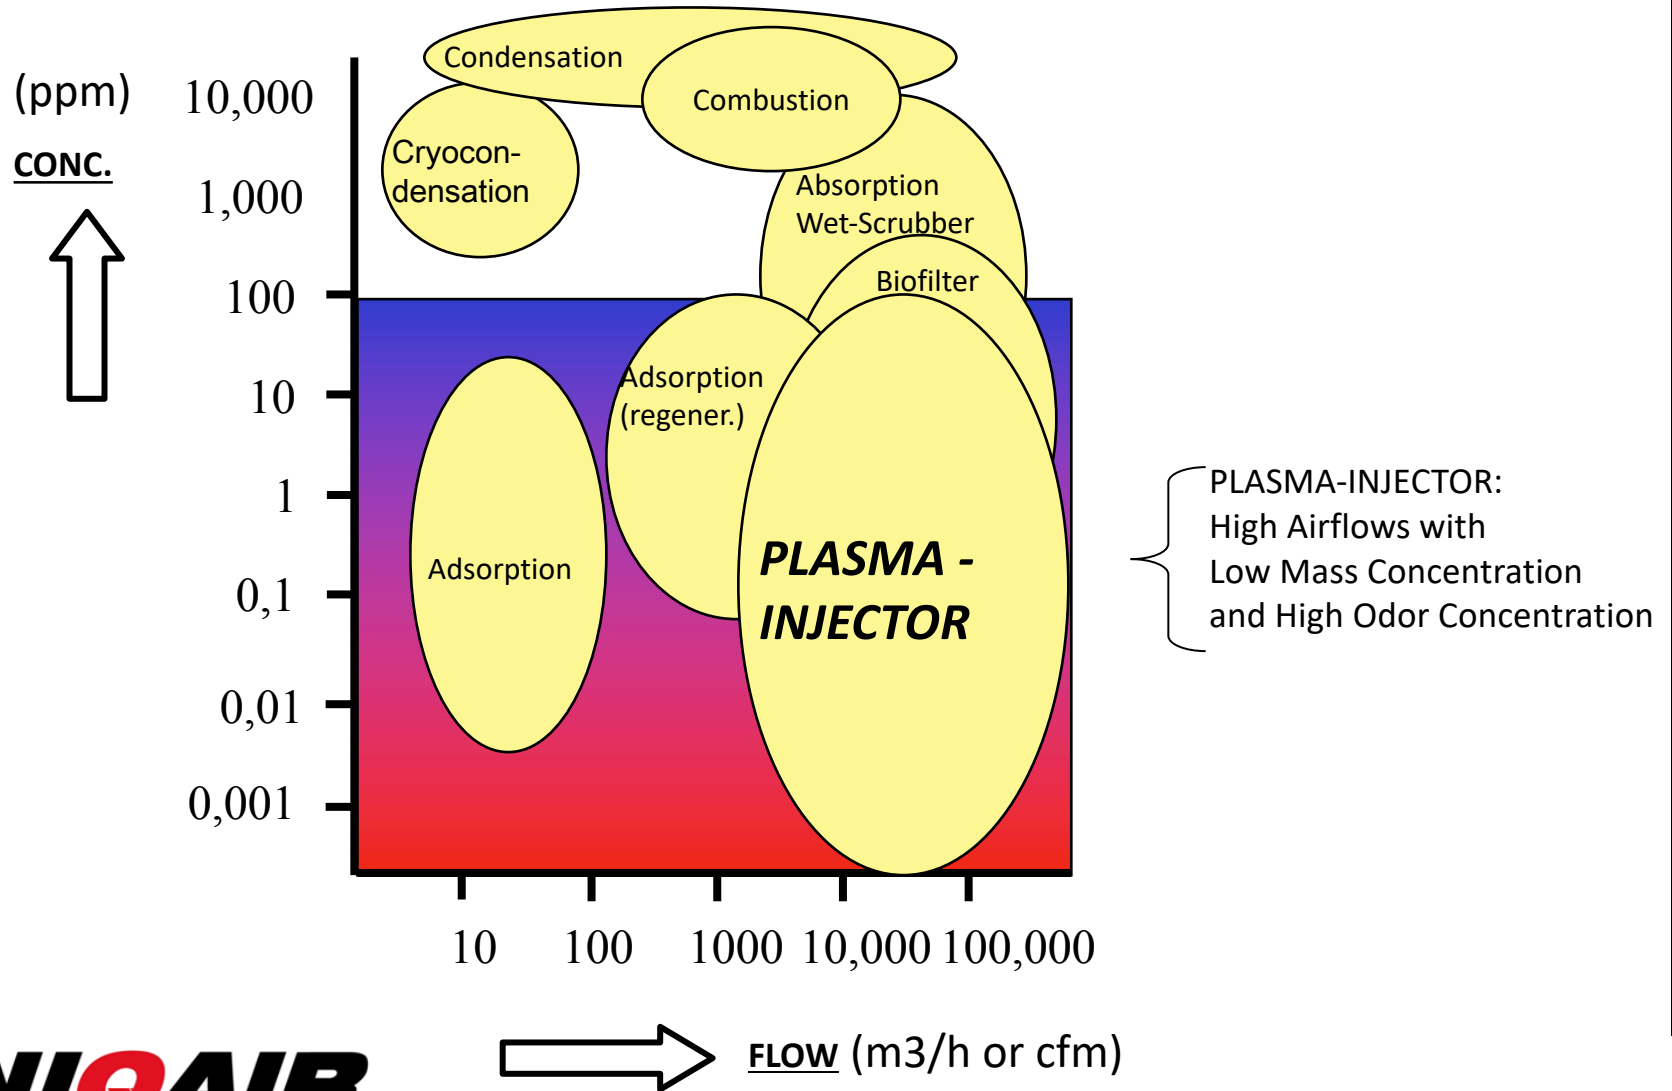 Condensation
(ppm)
10,000
Combustion
CONC.
Cryocon-
densation
1,000
Absorption
Wet-Scrubber
Biofilter
100
Adsorption
(regener.)
10
1
PLASMA-INJECTOR:
High Airflows with
Low Mass Concentration
and High Odor Concentration
PLASMA -
INJECTOR
Adsorption
0,1
0,01
0,001
10 100 1000 10,000 100,000
FLOW (m3/h or cfm)